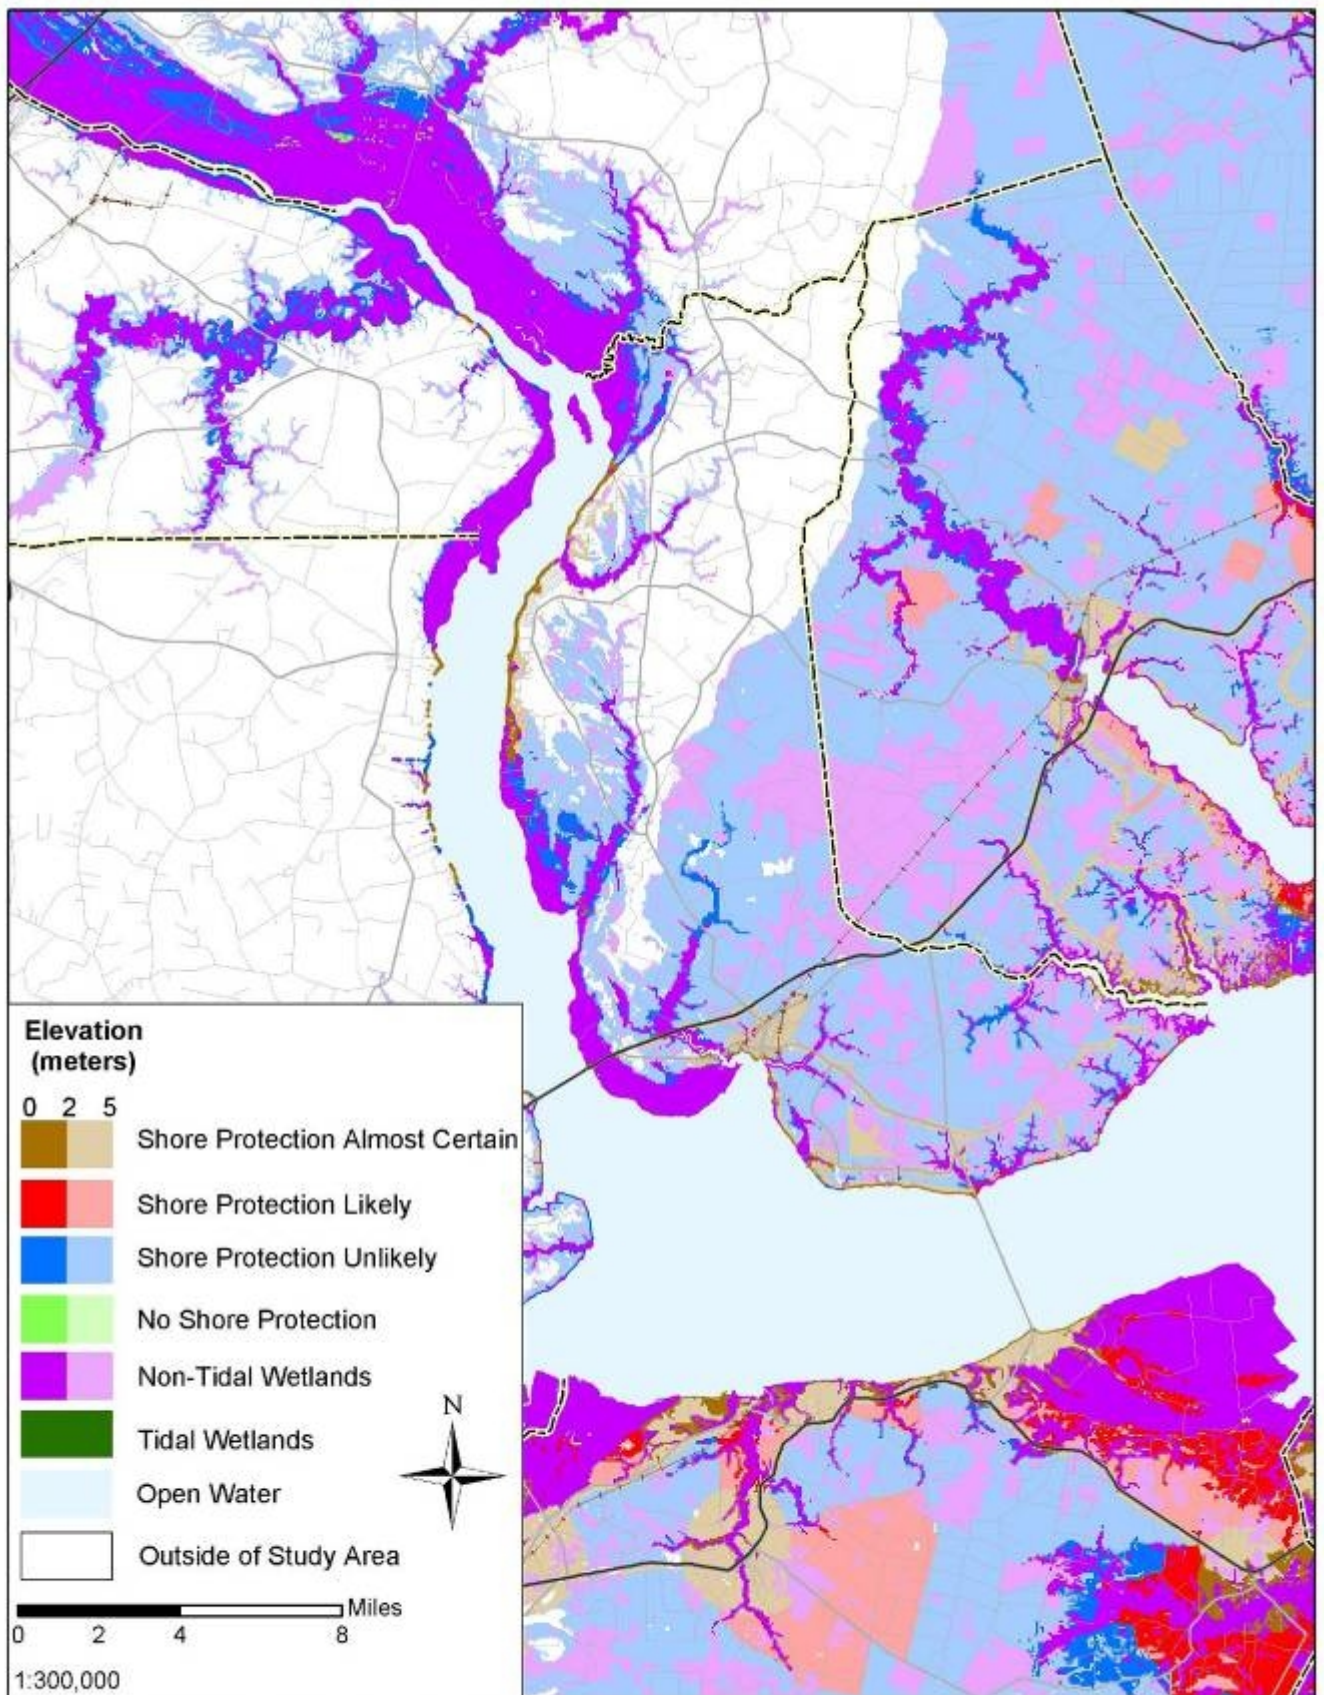 Elevation
(meters)
0 2 5
Shore Protection Almost Certain
Shore Protection Likely
Shore Protection Unlikely
No Shore Protection
Non-Tidal Wetlands
N
Tidal Wetlands
Open Water
Outside of Study Area
Miles
0 2 4 8
1:300,000